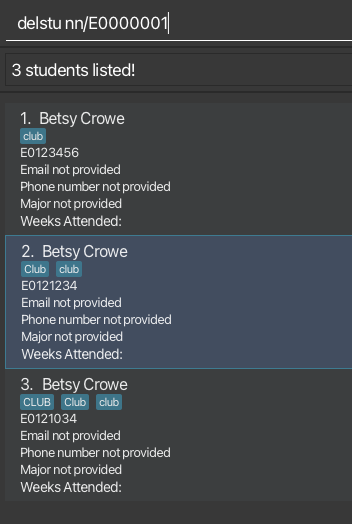 delstu nn/E0000001
3 students listed!
1. Betsy Crowe
club
E0123456
Email not provided
Phone number not provided
Major not provided
Weeks Attended:
2. Betsy Crowe
Club club
E0121234
Email not provided
Phone number not provided
Major not provided
Weeks Attended:
3. Betsy Crowe
CLUB Club club
E0121034
Email not provided
Phone number not provided
Major not provided
Weeks Attended: